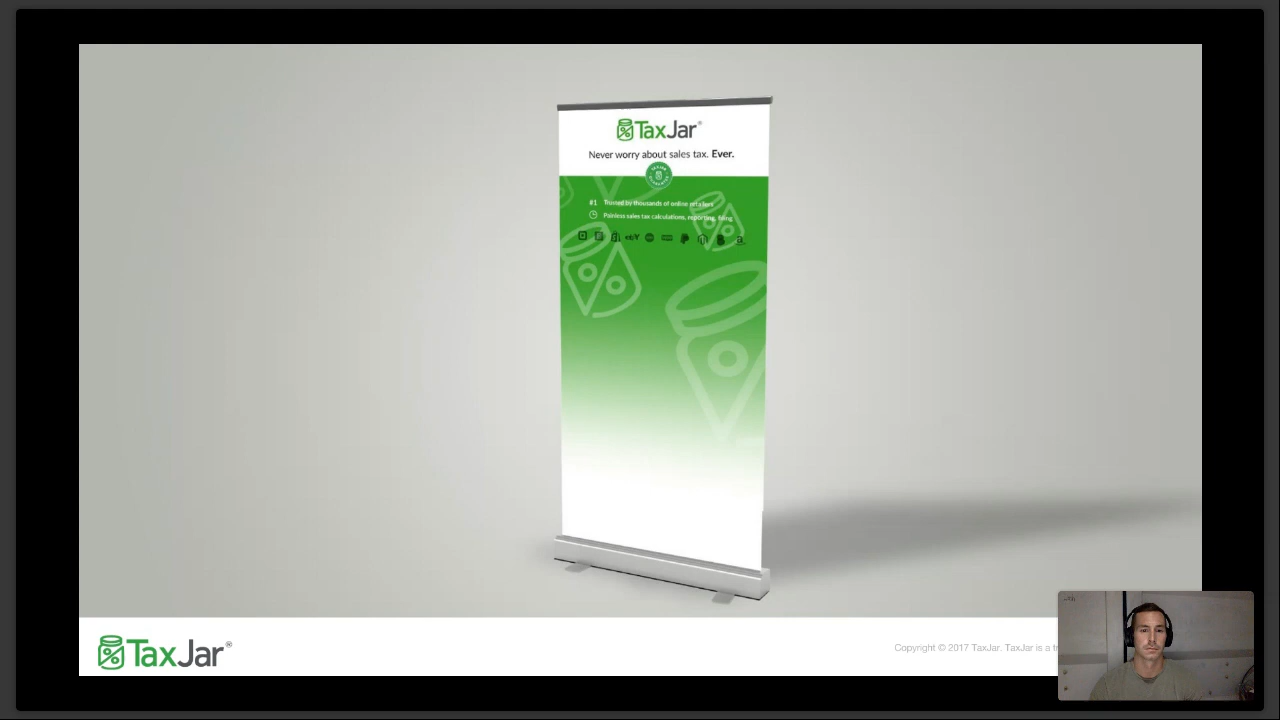 TaxJar®
Never worry about sales tax. Ever.
#1 Trusted by thousands of online retailers
Painless sales tax calculations, reporting, filing
ebY
TaxJar®
Copyright © 2017 TaxJar. TaxJar is a